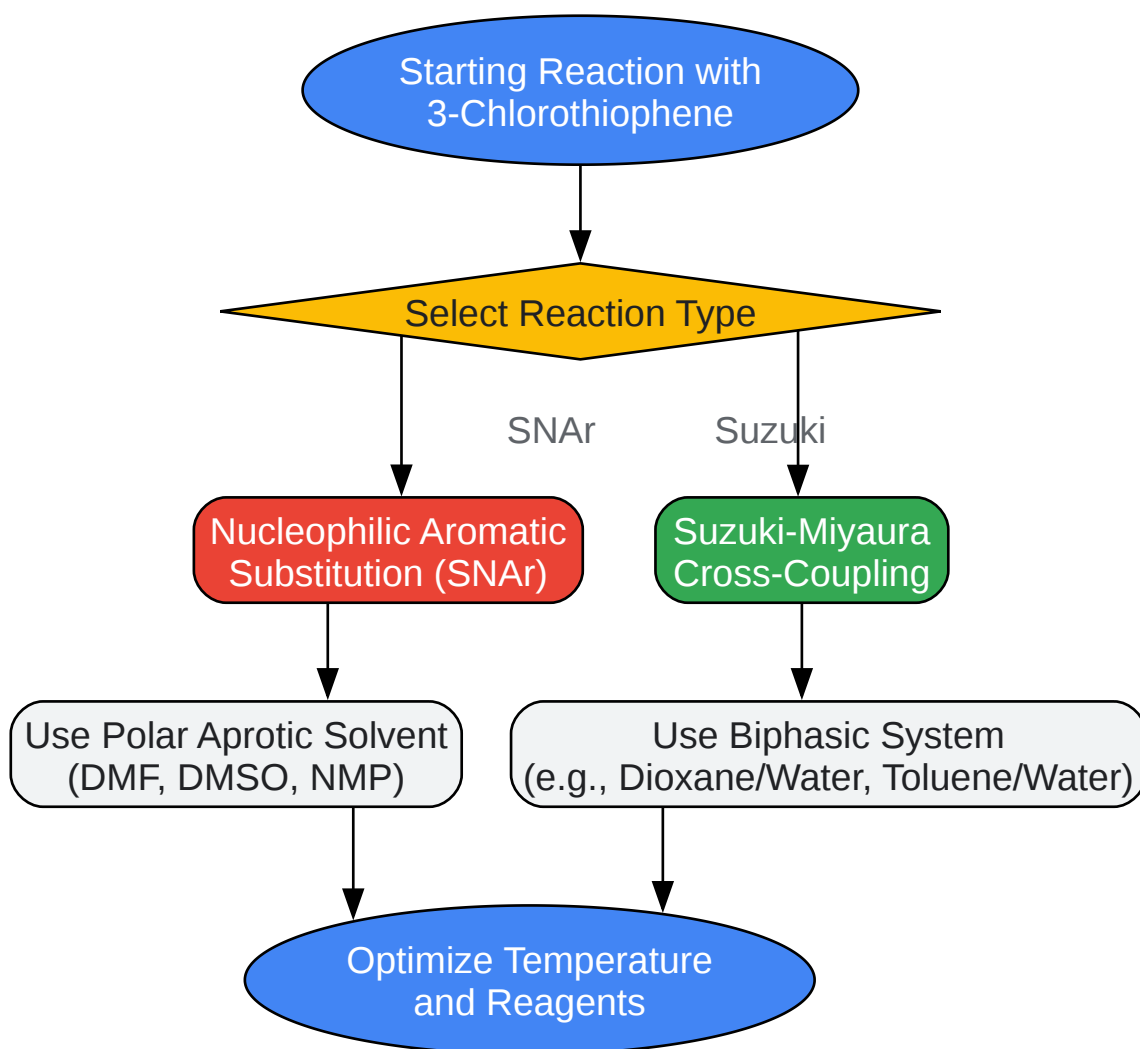 Starting Reaction with
3-Chlorothiophene
Select Reaction Type
SNAr
Suzuki
Nucleophilic Aromatic
Substitution (SNAr)
Suzuki-Miyaura
Cross-Coupling
Use Polar Aprotic Solvent
(DMF, DMSO, NMP)
Use Biphasic System
(e.g., Dioxane/Water, Toluene/Water)
Optimize Temperature
and Reagents